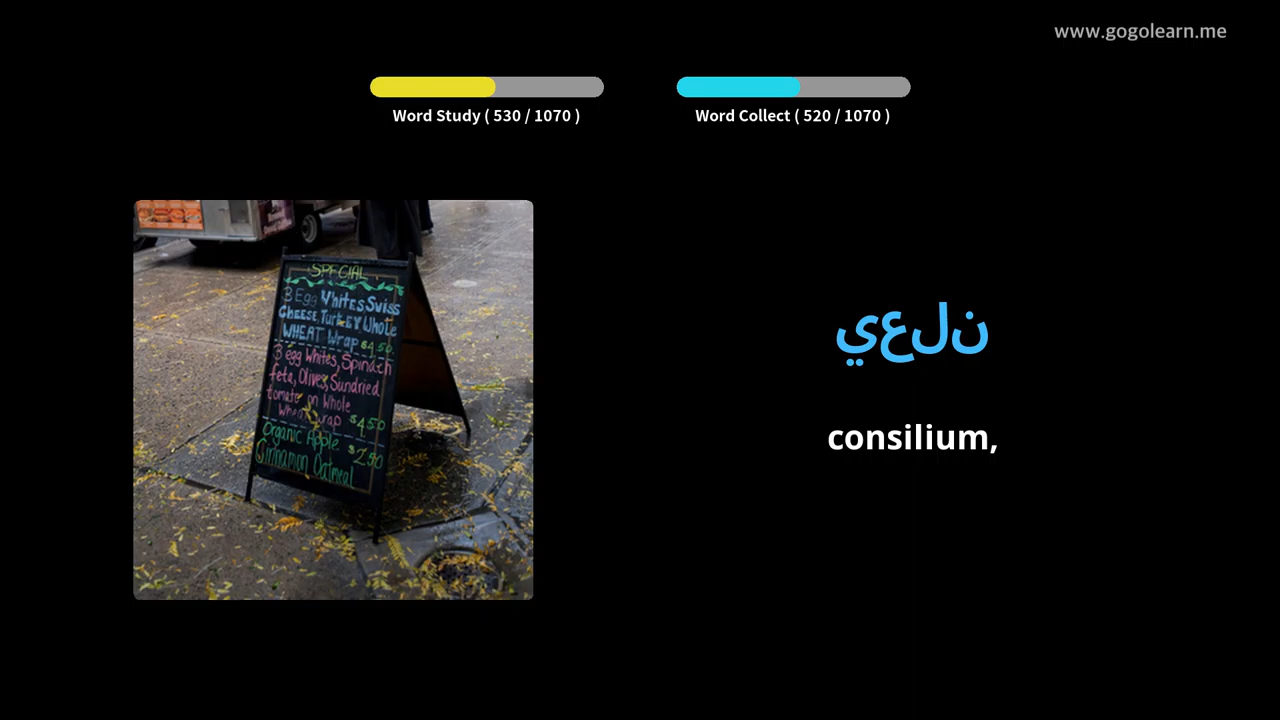 www.gogolearn.me
Word Study ( 530 / 1070 )
Word Collect ( 520 / 1070 )
SPECIAL
3 Egg Whites, Swiss
Cheese, Turkey Whole
WHEAT Wrap $4.50
3 egg Whites, Spinach
feta, Olives, Sundried
tomato on Whole
Wheat Wrap $4.50
Organic Apple
Cinnamon Oatmeal $2.50
ن‌ل‌ع‌ي
consilium,